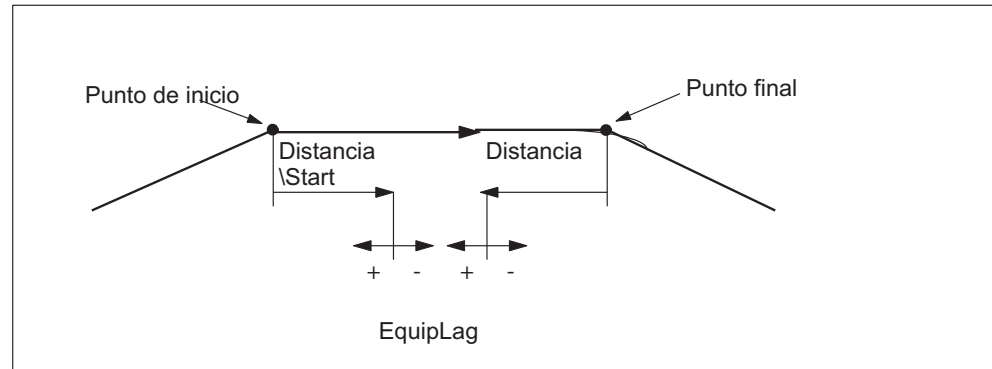 Punto de inicio
Punto final
Distancia
\Start
Distancia
+ - + -
EquipLag